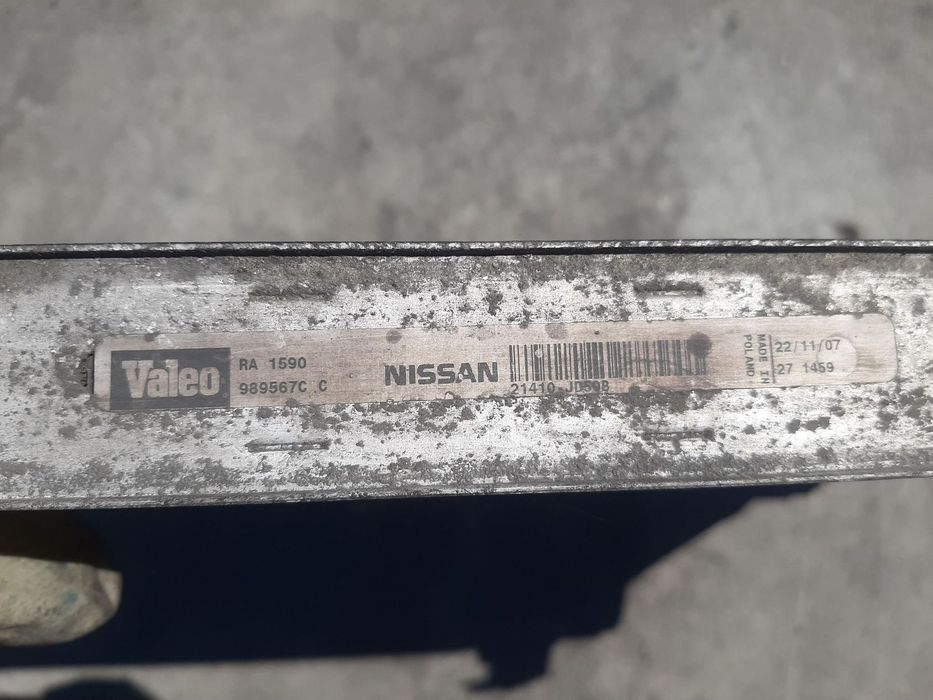 Valeo
RA 1590
989567C C
NISSAN
21410 JD50B
MADE IN
POLAND
22/11/07
27 1459